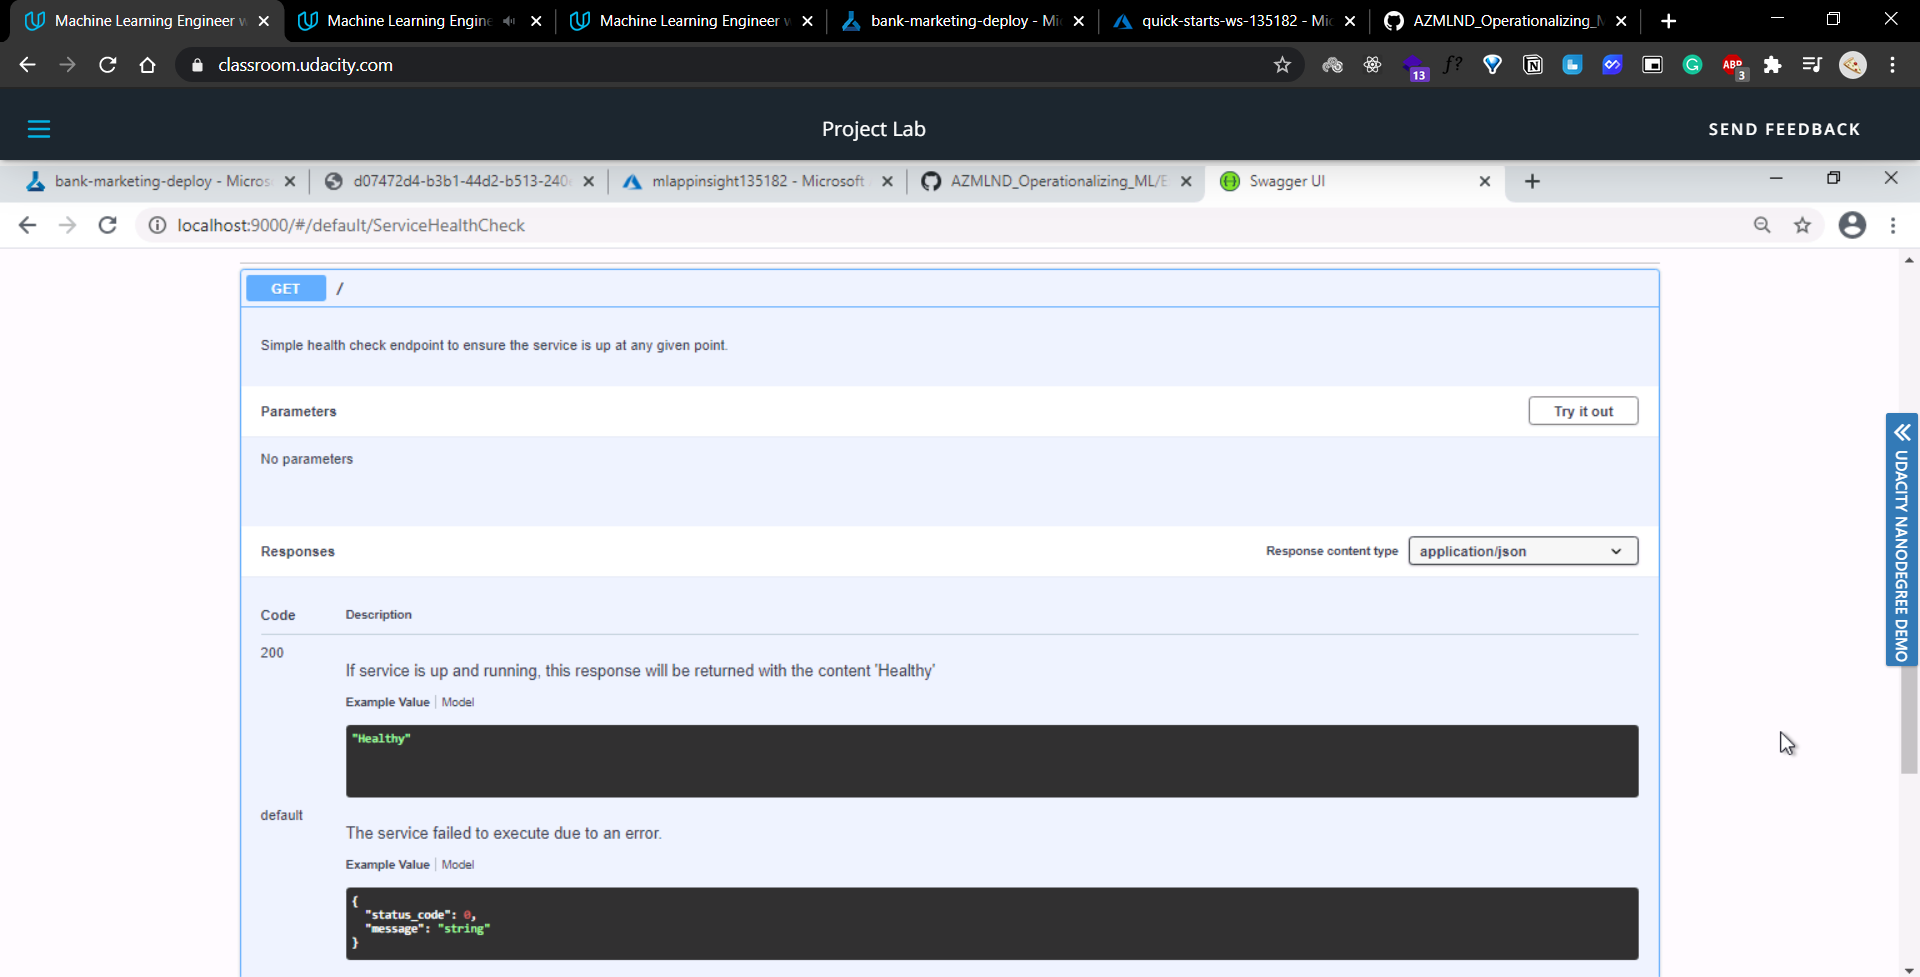 Machine Learning Engineer w
Machine Learning Engine
Machine Learning Engineer w
bank-marketing-deploy - Mi
quick-starts-ws-135182 - Mic
AZMLND_Operationalizing_M
classroom.udacity.com
13
f?
ABP
3
Project Lab
SEND FEEDBACK
bank-marketing-deploy - Micros
d07472d4-b3b1-44d2-b513-240
mlappinsight135182 - Microsoft
AZMLND_Operationalizing_ML/E
Swagger UI
localhost:9000/#/default/ServiceHealthCheck
GET /
Simple health check endpoint to ensure the service is up at any given point.
Parameters
Try it out
No parameters
Responses
Response content type
application/json
Code
Description
200
If service is up and running, this response will be returned with the content 'Healthy'
Example Value | Model
"Healthy"
default
The service failed to execute due to an error.
Example Value | Model
{
"status_code": 0,
"message": "string"
}
UDACITY NANODEGREE DEMO